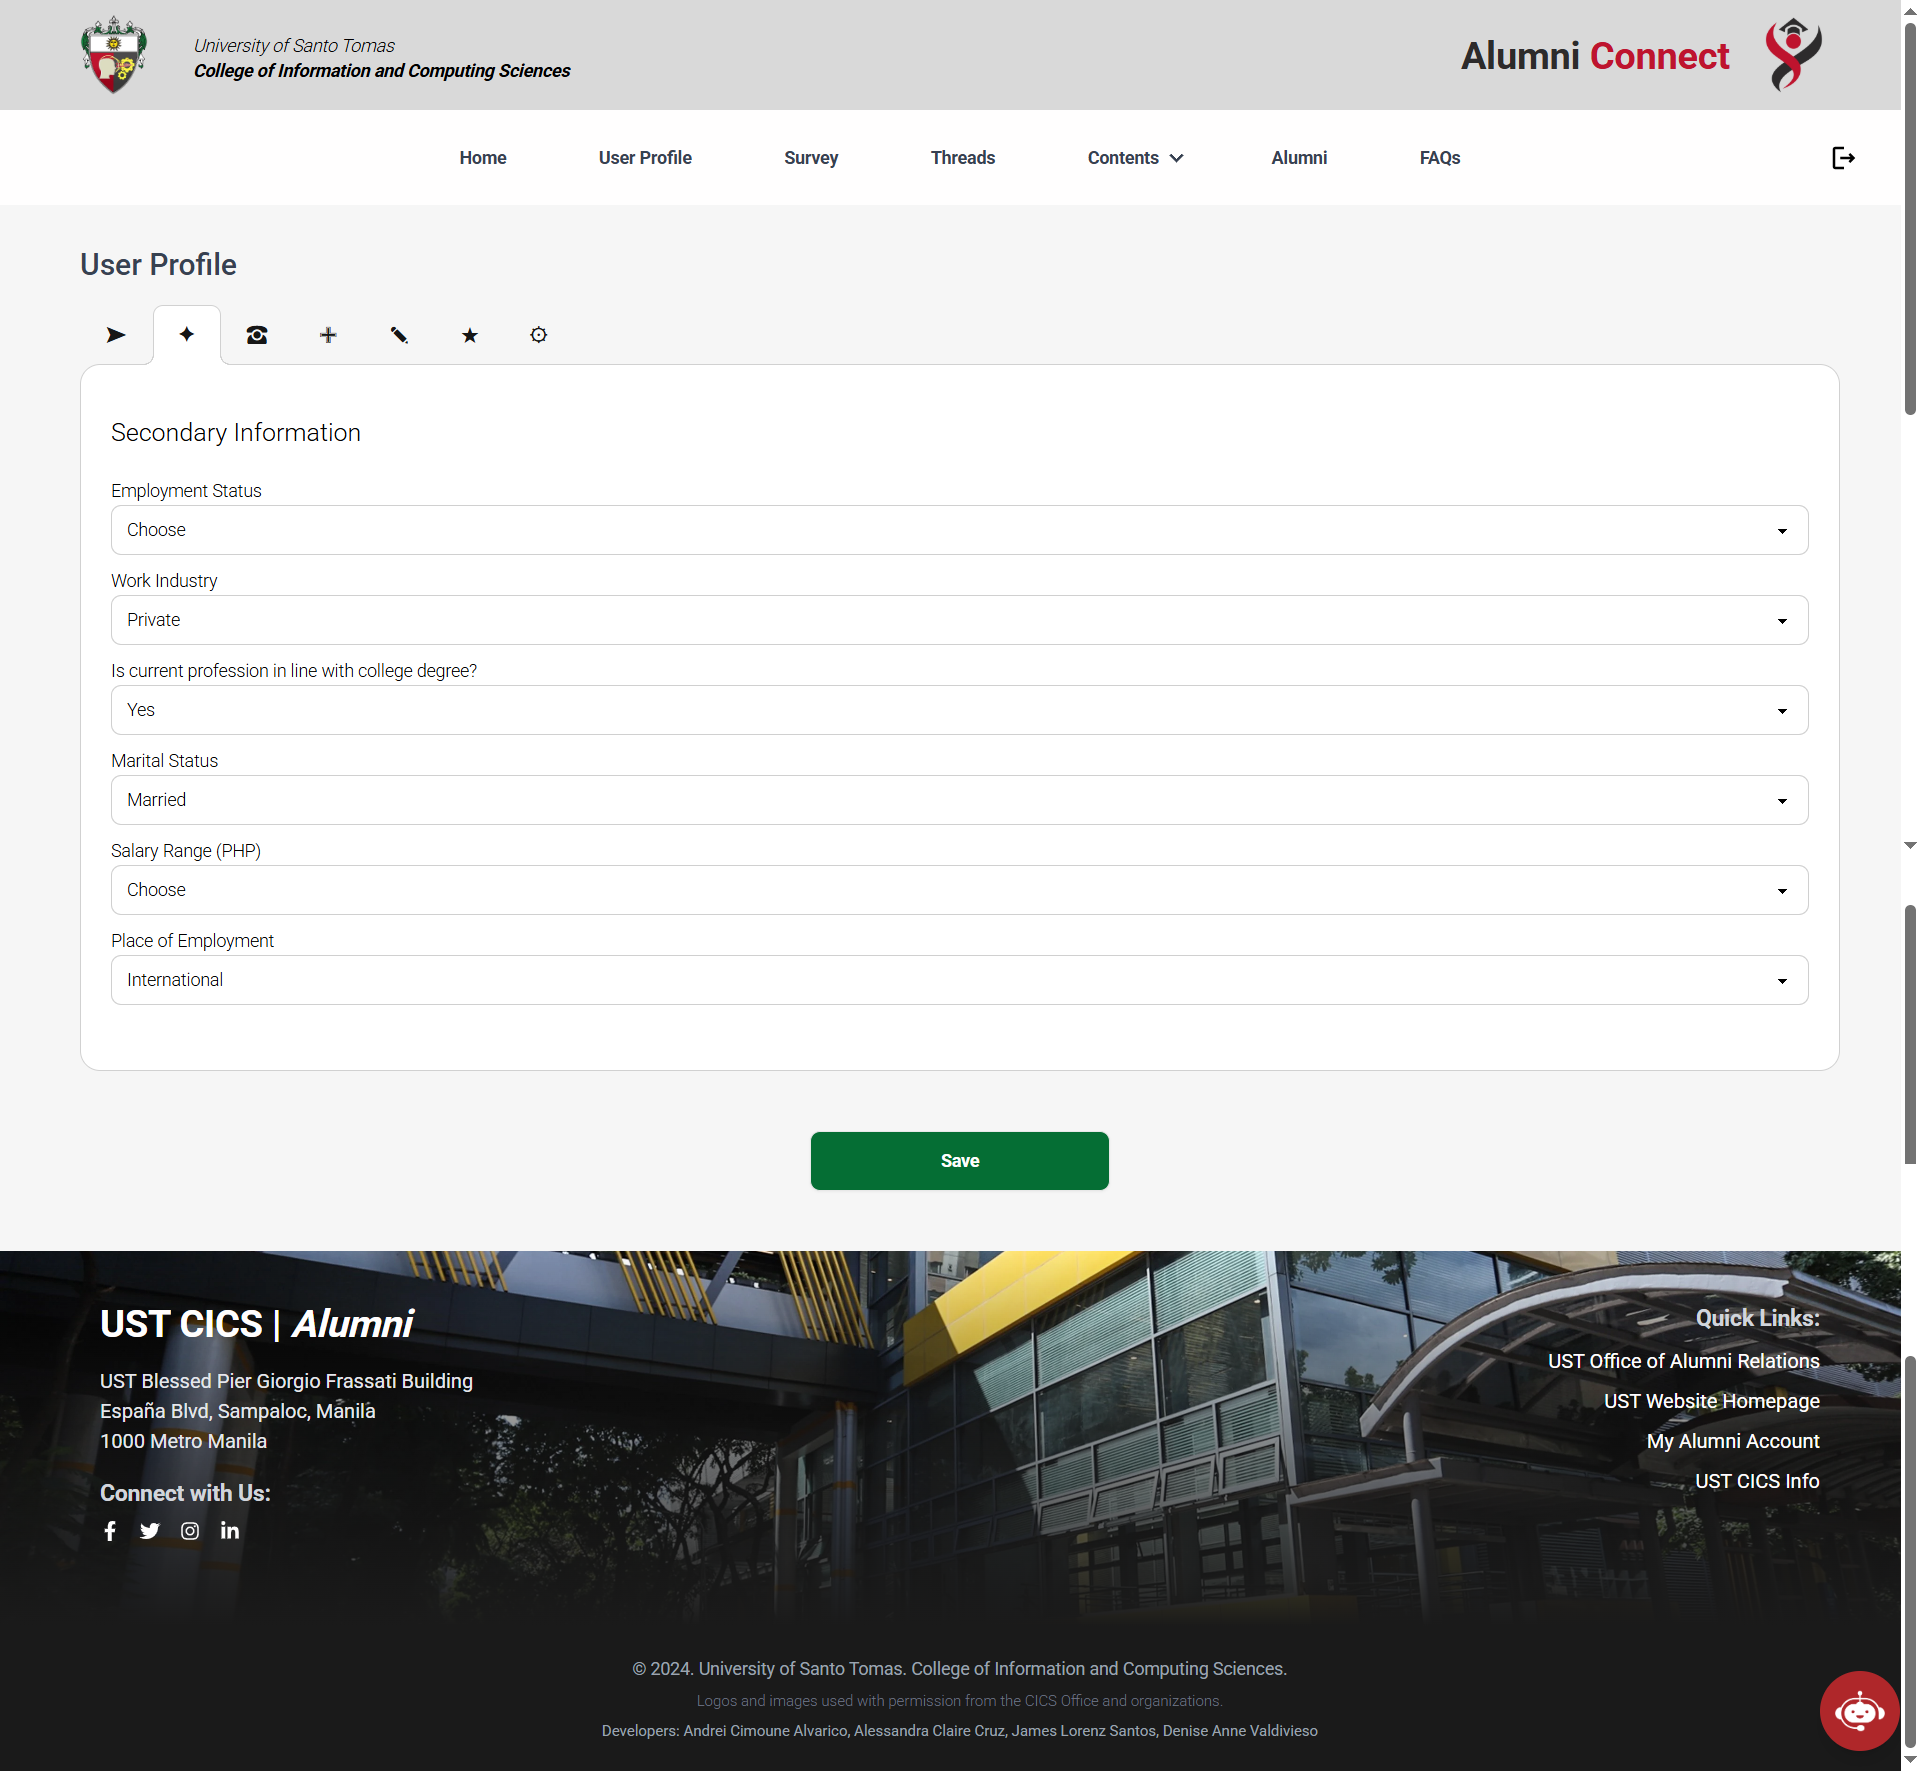 University of Santo Tomas
College of Information and Computing Sciences
Alumni Connect
Home
User Profile
Survey
Threads
Contents
Alumni
FAQs
User Profile
Secondary Information
Employment Status
Choose
Work Industry
Private
Is current profession in line with college degree?
Yes
Marital Status
Married
Salary Range (PHP)
Choose
Place of Employment
International
Save
UST CICS | Alumni
UST Blessed Pier Giorgio Frassati Building
España Blvd, Sampaloc, Manila
1000 Metro Manila
Connect with Us:
Quick Links:
UST Office of Alumni Relations
UST Website Homepage
My Alumni Account
UST CICS Info
© 2024. University of Santo Tomas. College of Information and Computing Sciences.
Logos and images used with permission from the CICS Office and organizations.
Developers: Andrei Cimoune Alvarico, Alessandra Claire Cruz, James Lorenz Santos, Denise Anne Valdivieso